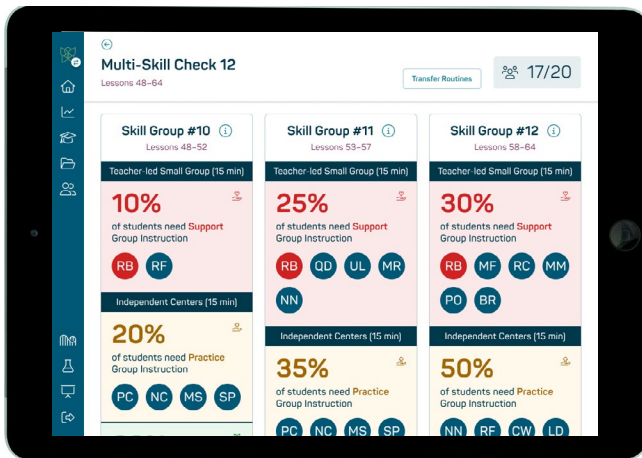 Multi-Skill Check 12
Lessons 48–64
Transfer Routines
17/20
Skill Group #10
Lessons 48–52
Teacher-led Small Group (15 min)
10%
of students need Support
Group Instruction
RB RF
Independent Centers (15 min)
20%
of students need Practice
Group Instruction
PC NC MS SP
Skill Group #11
Lessons 53–57
Teacher-led Small Group (15 min)
25%
of students need Support
Group Instruction
RB QD UL MR
NN
Independent Centers (15 min)
35%
of students need Practice
Group Instruction
PC NC MS SP
Skill Group #12
Lessons 58–64
Teacher-led Small Group (15 min)
30%
of students need Support
Group Instruction
RB MF RC MM
PO BR
Independent Centers (15 min)
50%
of students need Practice
Group Instruction
NN RF CW LD